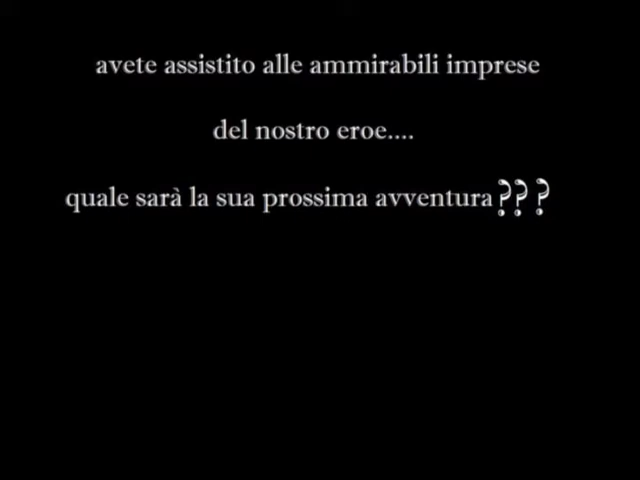 avete assistito alle ammirabili imprese
del nostro eroe....
quale sarà la sua prossima avventura???